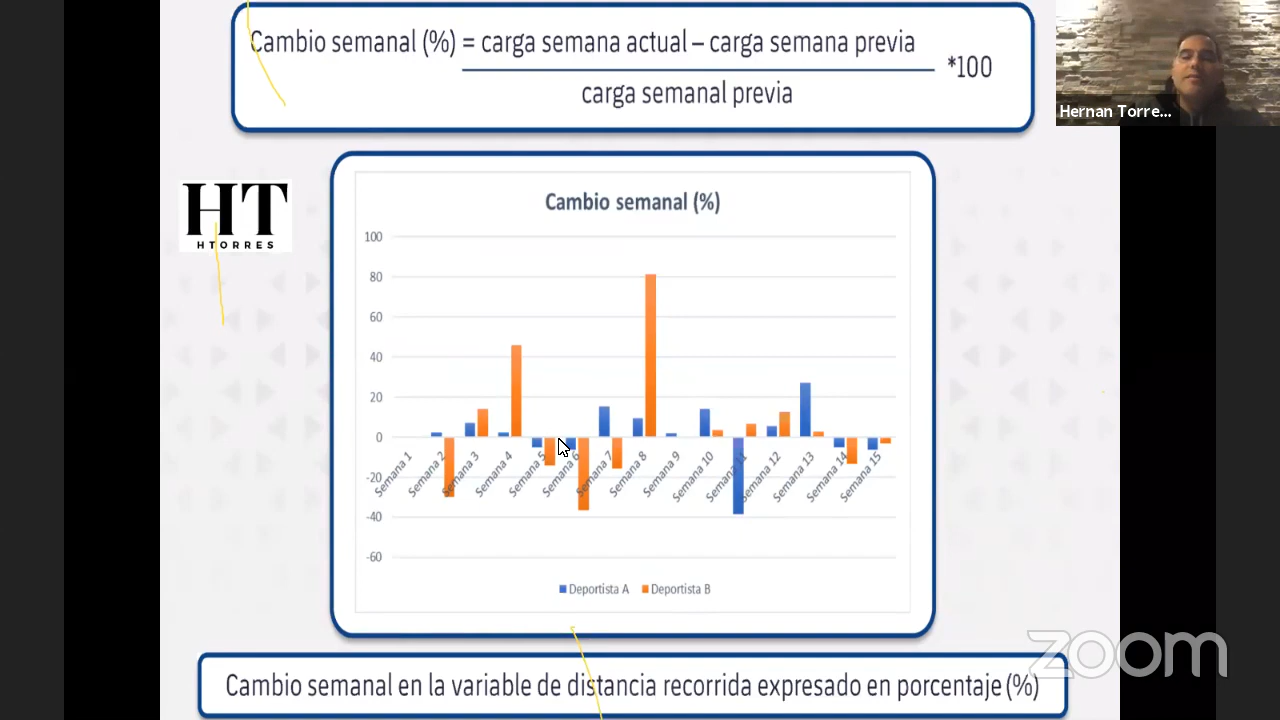 Cambio semanal (%) = carga semana actual – carga semana previa
*100
carga semanal previa
Hernan Torre...
HT
HTORRES
Cambio semanal (%)
100
80
60
40
20
0
-20
-40
-60
Semana 1
Semana 2
Semana 3
Semana 4
Semana 5
Semana 6
Semana 7
Semana 8
Semana 9
Semana 10
Semana 11
Semana 12
Semana 13
Semana 14
Semana 15
Deportista A
Deportista B
zoom
Cambio semanal en la variable de distancia recorrida expresado en porcentaje (%)